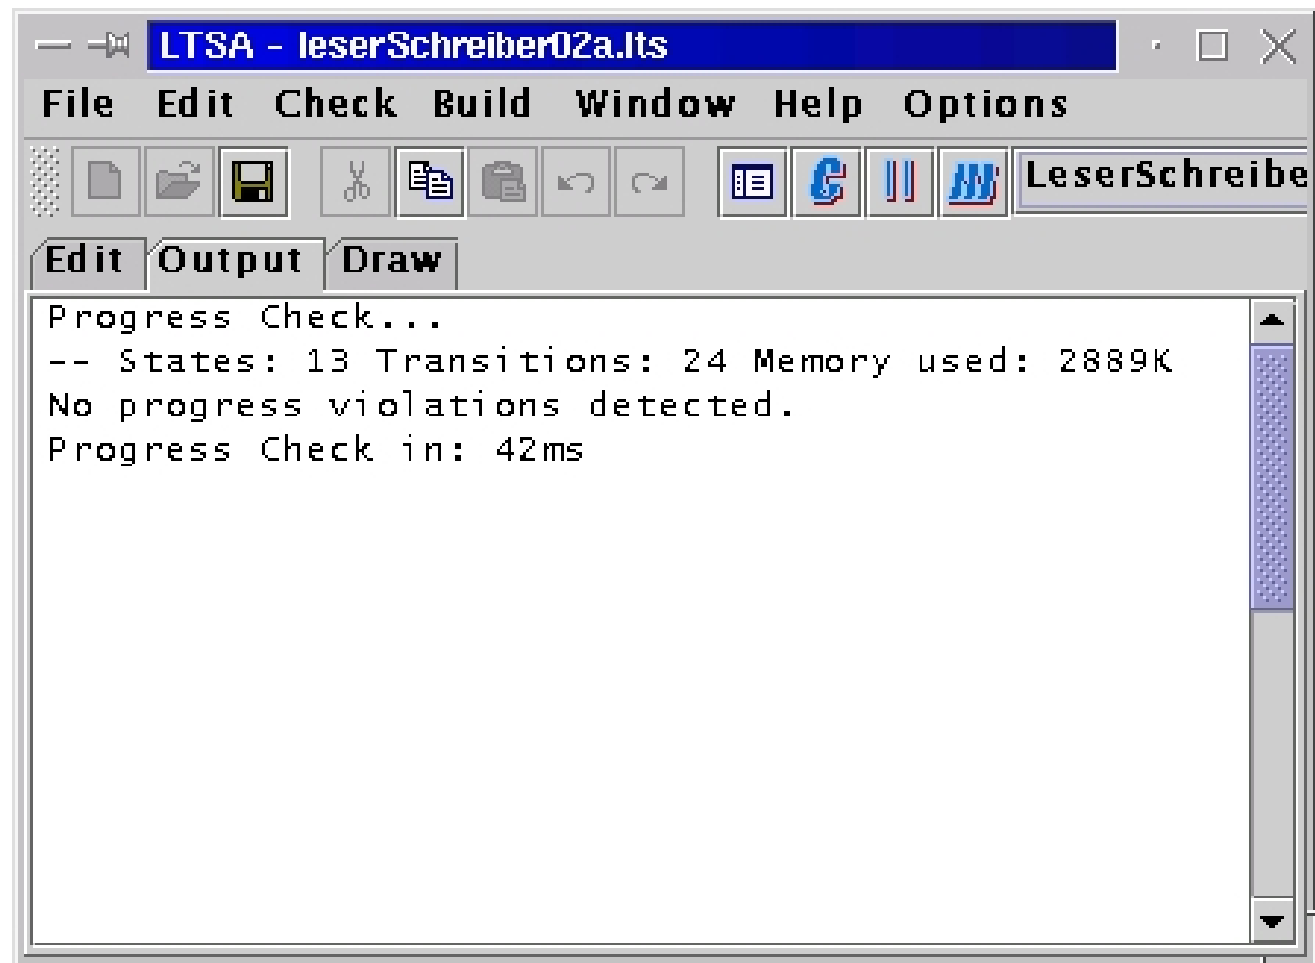 LTSA - leserSchreiber02a.lts
File Edit Check Build Window Help Options
LeserSchreibe
Edit Output Draw
Progress Check...
-- States: 13 Transitions: 24 Memory used: 2889K
No progress violations detected.
Progress Check in: 42ms